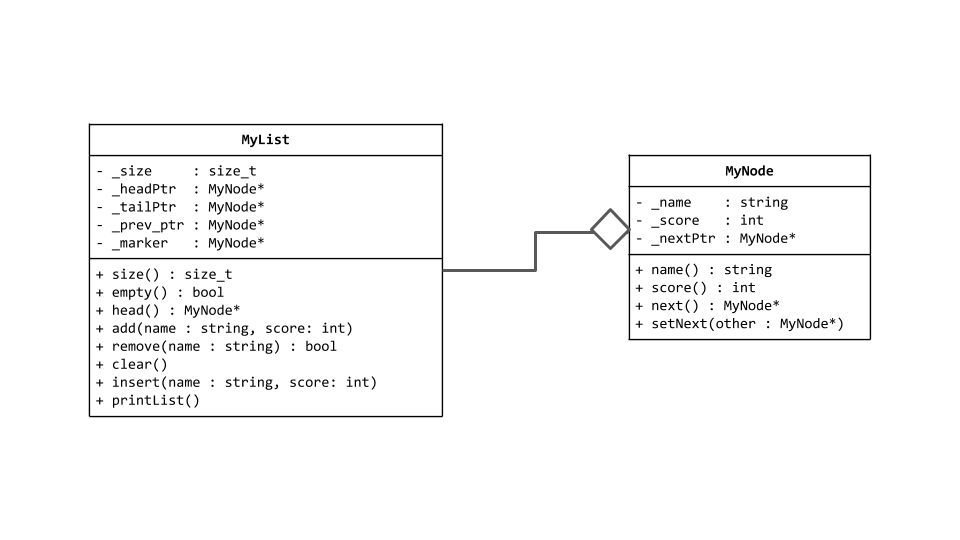 MyList
- _size     : size_t
- _headPtr  : MyNode*
- _tailPtr  : MyNode*
- _prev_ptr : MyNode*
- _marker   : MyNode*
+ size() : size_t
+ empty() : bool
+ head() : MyNode*
+ add(name : string, score: int)
+ remove(name : string) : bool
+ clear()
+ insert(name : string, score: int)
+ printList()
MyNode
- _name    : string
- _score   : int
- _nextPtr : MyNode*
+ name() : string
+ score() : int
+ next() : MyNode*
+ setNext(other : MyNode*)